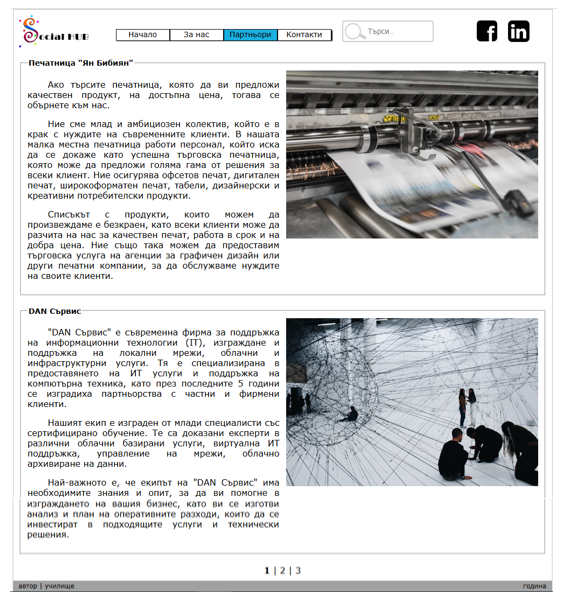 Social HUB
Начало
За нас
Партньори
Контакти
Търси..
Печатница "Ян Бибиян"
Ако търсите печатница, която да ви предложи
качествен продукт, на достъпна цена, тогава се
обърнете към нас.
Ние сме млад и амбициозен колектив, който е в
крак с нуждите на съвременните клиенти. В нашата
малка местна печатница работи персонал, който иска
да се докаже като успешна търговска печатница,
която може да предложи голяма гама от решения за
всеки клиент. Ние осигурява офсетов печат, дигитален
печат, широкоформатен печат, табели, дизайнерски и
креативни потребителски продукти.
Списъкът с продукти, които можем да
произвеждаме е безкраен, като всеки клиенти може да
разчита на нас за качествен печат, работа в срок и на
добра цена. Ние също така можем да предоставим
търговска услуга на агенции за графичен дизайн или
други печатни компании, за да обслужваме нуждите
на своите клиенти.
DAN Сървис
"DAN Сървис" е съвременна фирма за поддръжка
на информационни технологии (IT), изграждане и
поддръжка на локални мрежи, облачни и
инфраструктурни услуги. Тя е специализирана в
предоставянето на ИТ услуги и поддръжка на
компютърна техника, като през последните 5 години
се изградиха партньорства с частни и фирмени
клиенти.
Нашият екип е изграден от млади специалисти със
сертифицирано обучение. Те са доказани експерти в
различни облачни базирани услуги, виртуална ИТ
поддръжка, управление на мрежи, облачно
архивиране на данни.
Най-важното е, че екипът на "DAN Сървис" има
необходимите знания и опит, за да ви помогне в
изграждането на вашия бизнес, като ви се изготви
анализ и план на оперативните разходи, които да се
инвестират в подходящите услуги и технически
решения.
1 | 2 | 3
автор | училище
година